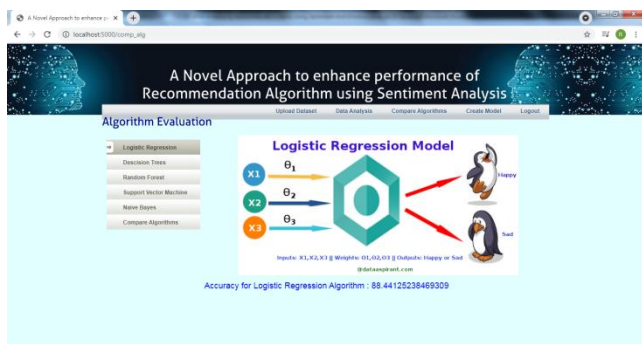 A Novel Approach to enhance pe
localhost:5000/comp_alg
A Novel Approach to enhance performance of
Recommendation Algorithm using Sentiment Analysis
Upload Dataset Data Analysis Compare Algorithms Create Model Logout
Algorithm Evaluation
Logistic Regression
Descision Trees
Random Forest
Support Vector Machine
Naive Bayes
Compare Algorithms
Logistic Regression Model
X1 θ1
X2 θ2
X3 θ3
Happy
Sad
Inputs: X1,X2,X3 || Weights: Θ1,Θ2,Θ3 || Outputs: Happy or Sad
@dataaspirant.com
Accuracy for Logistic Regression Algorithm : 88.44125238469309